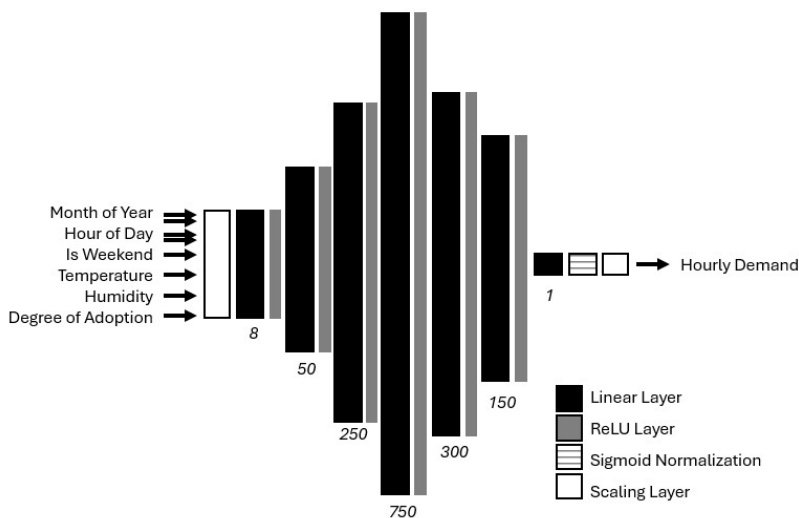 Month of Year
Hour of Day
Is Weekend
Temperature
Humidity
Degree of Adoption
8
50
250
750
300
150
1
Hourly Demand
Linear Layer
ReLU Layer
Sigmoid Normalization
Scaling Layer